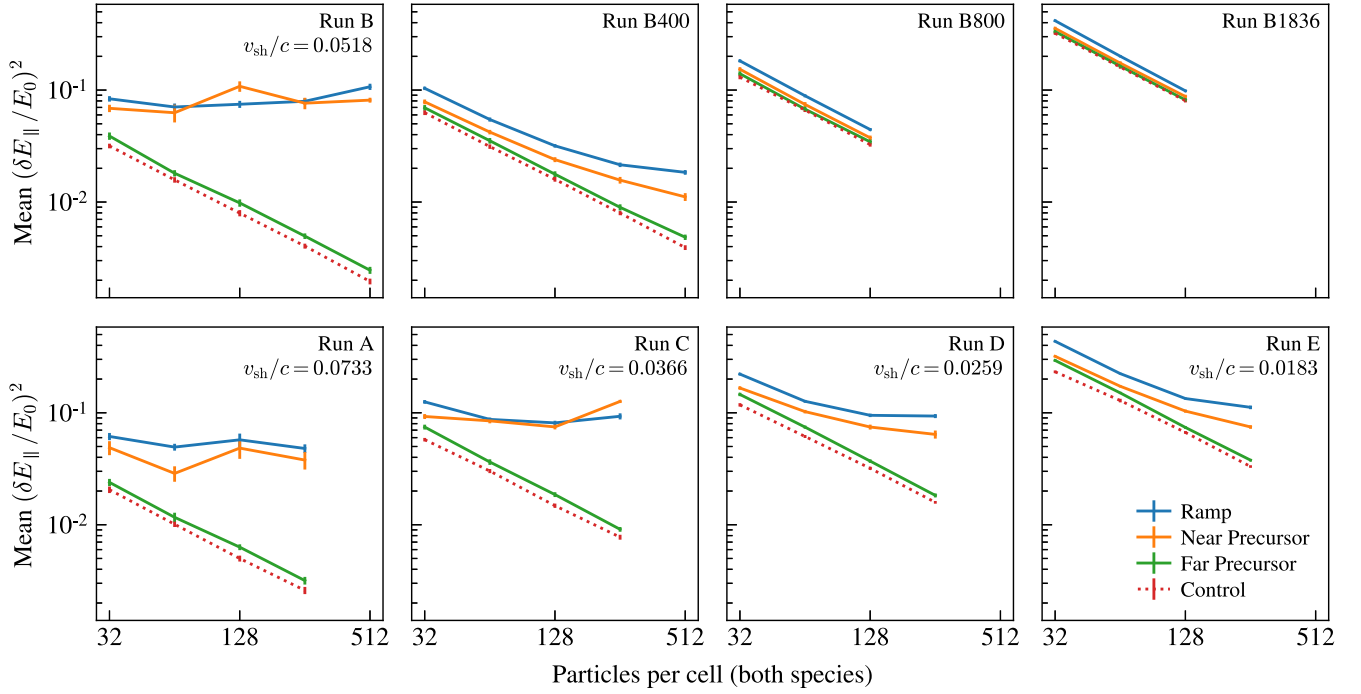 Run B
v_sh/c = 0.0518
Run B400
Run B800
Run B1836
Mean (δE_∥/E_0)^2
10^-1
10^-2
Run A
v_sh/c = 0.0733
Run C
v_sh/c = 0.0366
Run D
v_sh/c = 0.0259
Run E
v_sh/c = 0.0183
Mean (δE_∥/E_0)^2
10^-1
10^-2
Ramp
Near Precursor
Far Precursor
Control
32 128 512 32 128 512 32 128 512 32 128 512
Particles per cell (both species)